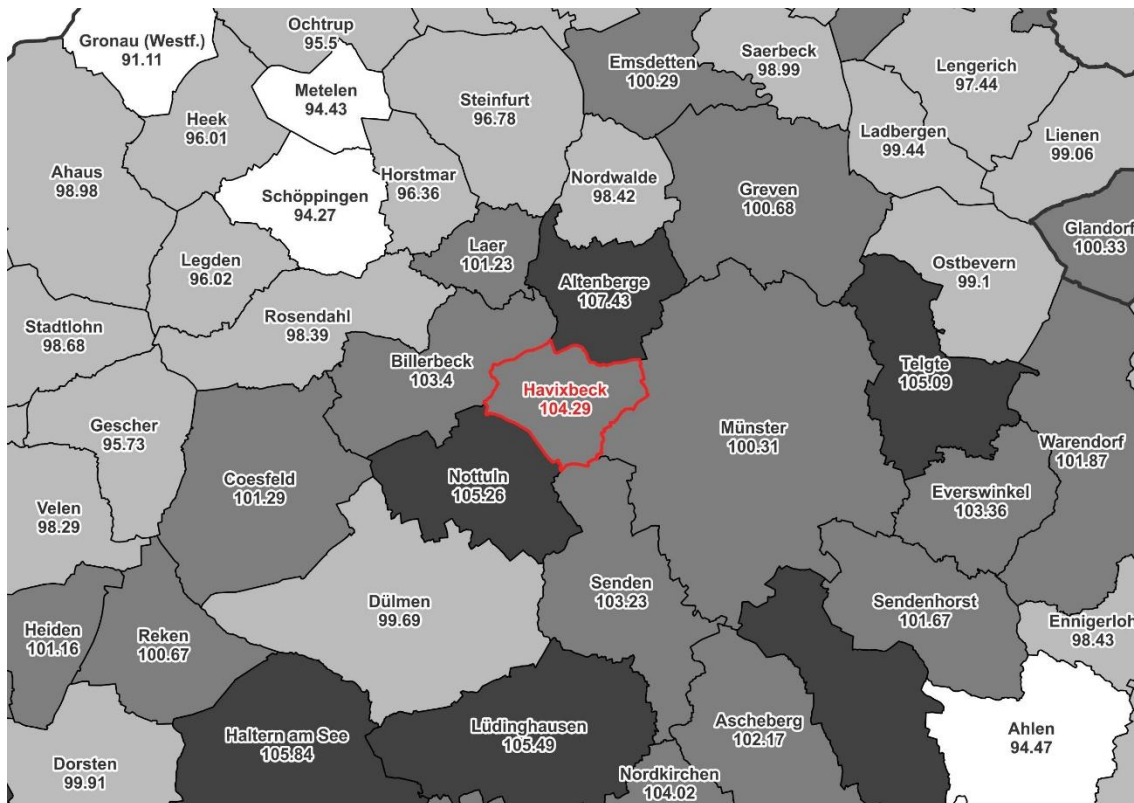 Ochtrup
95.5
Gronau (Westf.)
91.11
Metelen
94.43
Steinfurt
96.78
Emsdetten
100.29
Saerbeck
98.99
Lengerich
97.44
Heek
96.01
Ladbergen
99.44
Lienen
99.06
Ahaus
98.98
Schöppingen
94.27
Horstmar
96.36
Nordwalde
98.42
Greven
100.68
Glandorf
100.33
Legden
96.02
Laer
101.23
Altenberge
107.43
Ostbevern
99.1
Stadtlohn
98.68
Rosendahl
98.39
Billerbeck
103.4
Havixbeck
104.29
Telgte
105.09
Gescher
95.73
Münster
100.31
Warendorf
101.87
Coesfeld
101.29
Nottuln
105.26
Everswinkel
103.36
Velen
98.29
Dülmen
99.69
Senden
103.23
Sendenhorst
101.67
Ennigerloh
98.43
Heiden
101.16
Reken
100.67
Haltern am See
105.84
Lüdinghausen
105.49
Ascheberg
102.17
Ahlen
94.47
Dorsten
99.91
Nordkirchen
104.02